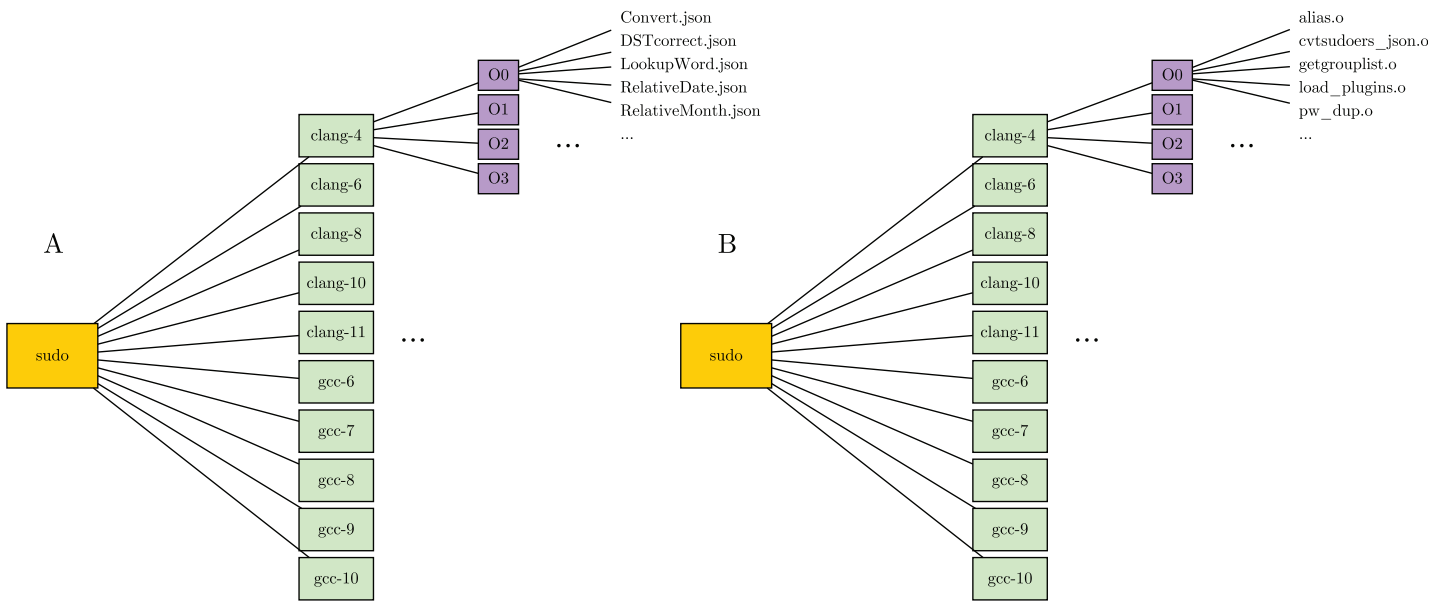 A
sudo
clang-4
clang-6
clang-8
clang-10
clang-11
gcc-6
gcc-7
gcc-8
gcc-9
gcc-10
...
O0
O1
O2
O3
...
Convert.json
DSTcorrect.json
LookupWord.json
RelativeDate.json
RelativeMonth.json
...
B
sudo
clang-4
clang-6
clang-8
clang-10
clang-11
gcc-6
gcc-7
gcc-8
gcc-9
gcc-10
...
O0
O1
O2
O3
...
alias.o
cvtsudoers_json.o
getgrouplist.o
load_plugins.o
pw_dup.o
...